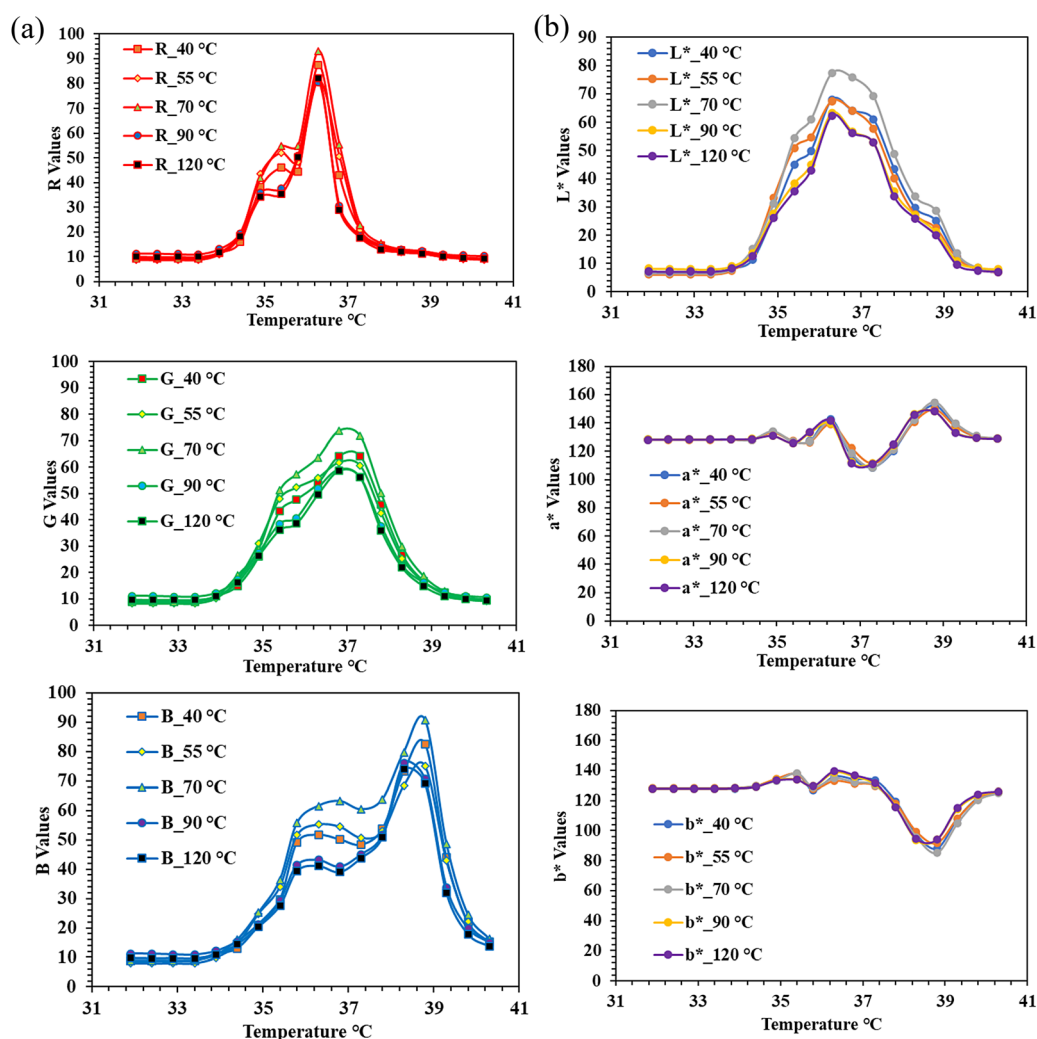 (a)
(b)
R Values
100
90
80
70
60
50
40
30
20
10
0
R_40 °C
R_55 °C
R_70 °C
R_90 °C
R_120 °C
31 33 35 37 39 41
Temperature °C
L* Values
90
80
70
60
50
40
30
20
10
0
L*_40 °C
L*_55 °C
L*_70 °C
L*_90 °C
L*_120 °C
31 33 35 37 39 41
Temperature °C
G Values
100
90
80
70
60
50
40
30
20
10
0
G_40 °C
G_55 °C
G_70 °C
G_90 °C
G_120 °C
31 33 35 37 39 41
Temperature °C
a* Values
180
160
140
120
100
80
60
40
20
0
a*_40 °C
a*_55 °C
a*_70 °C
a*_90 °C
a*_120 °C
31 33 35 37 39 41
Temperature °C
B Values
100
90
80
70
60
50
40
30
20
10
0
B_40 °C
B_55 °C
B_70 °C
B_90 °C
B_120 °C
31 33 35 37 39 41
Temperature °C
b* Values
180
160
140
120
100
80
60
40
20
0
b*_40 °C
b*_55 °C
b*_70 °C
b*_90 °C
b*_120 °C
31 33 35 37 39 41
Temperature °C